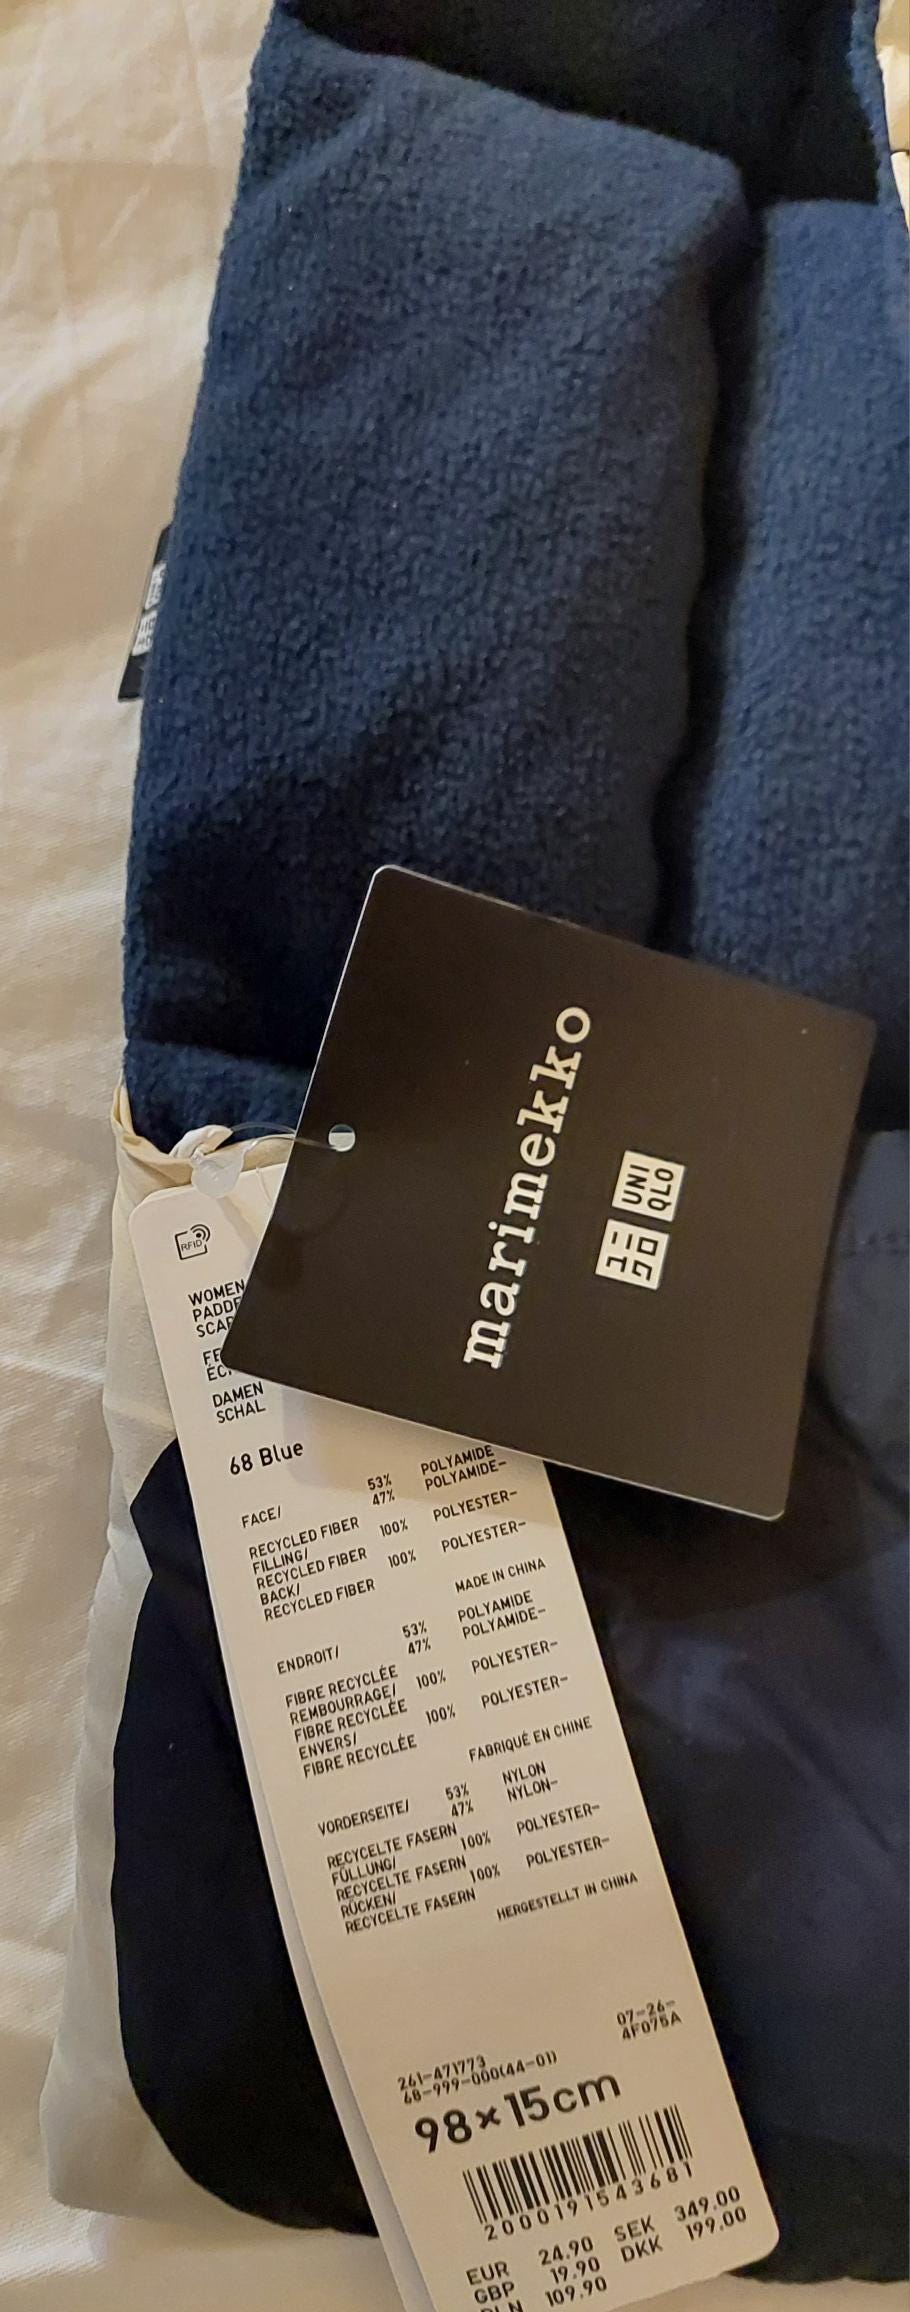 marimekko
UNI
QLO
ユニ
クロ
RFID
WOMEN
DAMEN
SCHAL
68 Blue
FACE/ 53% POLYAMIDE
47% POLYAMIDE-
RECYCLED FIBER
FILLING/ 100% POLYESTER-
RECYCLED FIBER
BACK/ 100% POLYESTER-
RECYCLED FIBER
MADE IN CHINA
ENDROIT/ 53% POLYAMIDE
47% POLYAMIDE-
FIBRE RECYCLÉE
REMBOURRAGE/ 100% POLYESTER-
FIBRE RECYCLÉE
ENVERS/ 100% POLYESTER-
FIBRE RECYCLÉE
FABRIQUÉ EN CHINE
VORDERSEITE/ 53% NYLON
47% NYLON-
RECYCELTE FASERN
FÜLLUNG/ 100% POLYESTER-
RECYCELTE FASERN
RÜCKEN/ 100% POLYESTER-
RECYCELTE FASERN
HERGESTELLT IN CHINA
07-26-
4F075A
261-471773
68-999-000(44-01)
98×15cm
2000191543681
EUR 24.90 SEK 349.00
GBP 19.90 DKK 199.00
109.90